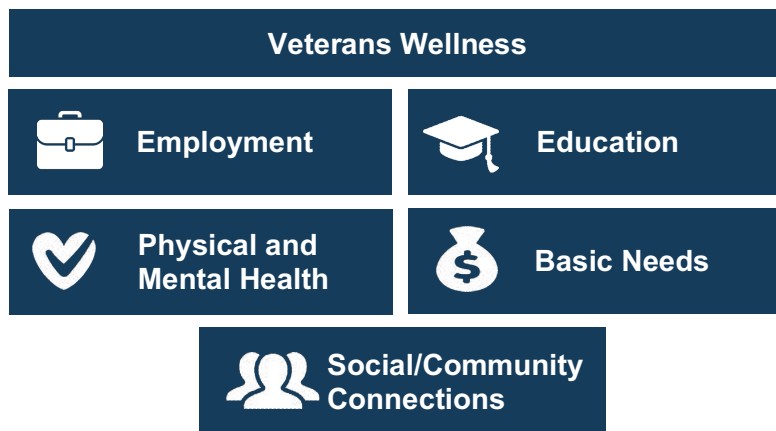 Veterans Wellness
Employment
Education
Physical and
Mental Health
$
Basic Needs
Social/Community
Connections